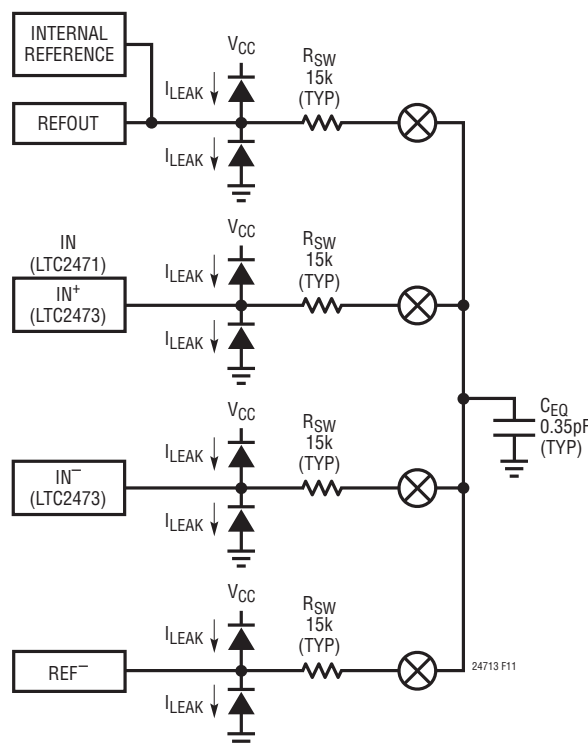 INTERNAL
REFERENCE
REFOUT
VCC
ILEAK
ILEAK
RSW
15k
(TYP)
IN
(LTC2471)
IN+
(LTC2473)
VCC
ILEAK
ILEAK
RSW
15k
(TYP)
CEQ
0.35pF
(TYP)
IN−
(LTC2473)
VCC
ILEAK
ILEAK
RSW
15k
(TYP)
REF−
VCC
ILEAK
ILEAK
RSW
15k
(TYP)
24713 F11